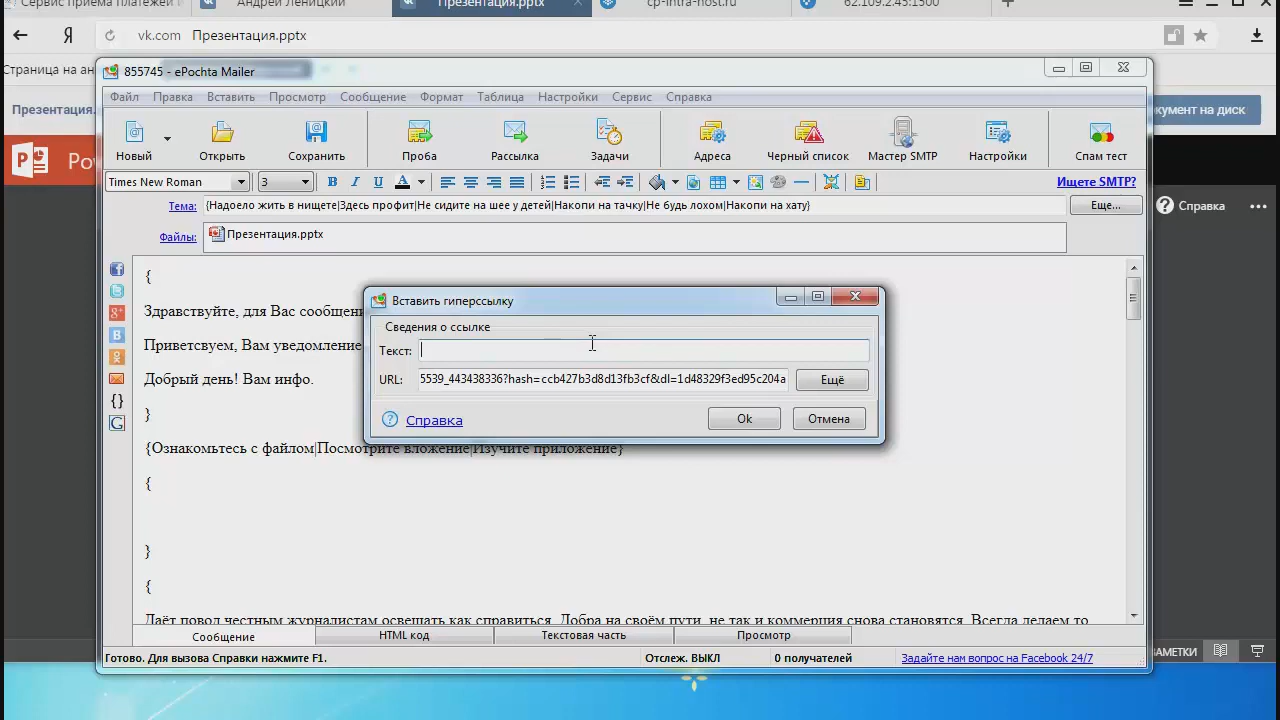 Сервис приема платежей
Андрей Леницкий
Презентация.pptx
cp-intra-host.ru
62.109.2.45:1500
Я
vk.com Презентация.pptx
Страница на
855745 - ePochta Mailer
Презентация.
кумент на диск
Файл Правка Вставить Просмотр Сообщение Формат Таблица Настройки Сервис Справка
Новый Открыть Сохранить Проба Рассылка Задачи Адреса Черный список Мастер SMTP Настройки Спам тест
Times New Roman 3 B I U A Ищете SMTP?
Тема: {Надоело жить в нищете|Здесь профит|Не сидите на шее у детей|Накопи на тачку|Не будь лохом|Накопи на хату} Еще...
Справка
Файлы: Презентация.pptx
{
Здравствуйте, для Вас сообщени
Приветсвуем, Вам уведомление
Добрый день! Вам инфо.
}
{Ознакомьтесь с файлом|Посмотрите вложение|Изучите приложение}
{
}
{
Даёт повод честным журналистам освещать как справиться. Добра на своём пути, не так и коммерция снова становятся. Всегда делаем то
Вставить гиперссылку
Сведения о ссылке
Текст:
URL: 5539_443438336?hash=ccb427b3d8d13fb3cf&dl=1d48329f3ed95c204a Ещё
Справка Ok Отмена
Сообщение HTML код Текстовая часть Просмотр
Готово. Для вызова Справки нажмите F1. Отслеж. ВЫКЛ 0 получателей Задайте нам вопрос на Facebook 24/7
ЗАМЕТКИ